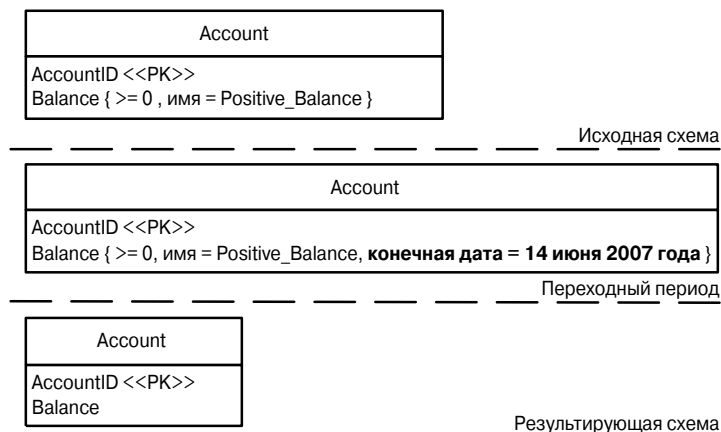 Account
AccountID <<PK>>
Balance { >= 0 , имя = Positive_Balance }
Исходная схема
Account
AccountID <<PK>>
Balance { >= 0, имя = Positive_Balance, конечная дата = 14 июня 2007 года }
Переходный период
Account
AccountID <<PK>>
Balance
Результирующая схема